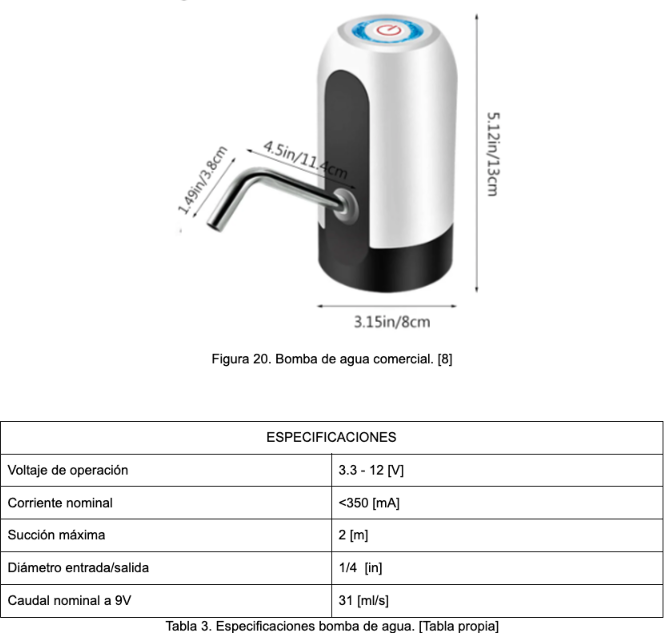 4.5in/11.4cm
1.49in/3.8cm
5.12in/13cm
3.15in/8cm
Figura 20. Bomba de agua comercial. [8]
ESPECIFICACIONES
Voltaje de operación 3.3 - 12 [V]
Corriente nominal <350 [mA]
Succión máxima 2 [m]
Diámetro entrada/salida 1/4 [in]
Caudal nominal a 9V 31 [ml/s]
Tabla 3. Especificaciones bomba de agua. [Tabla propia]